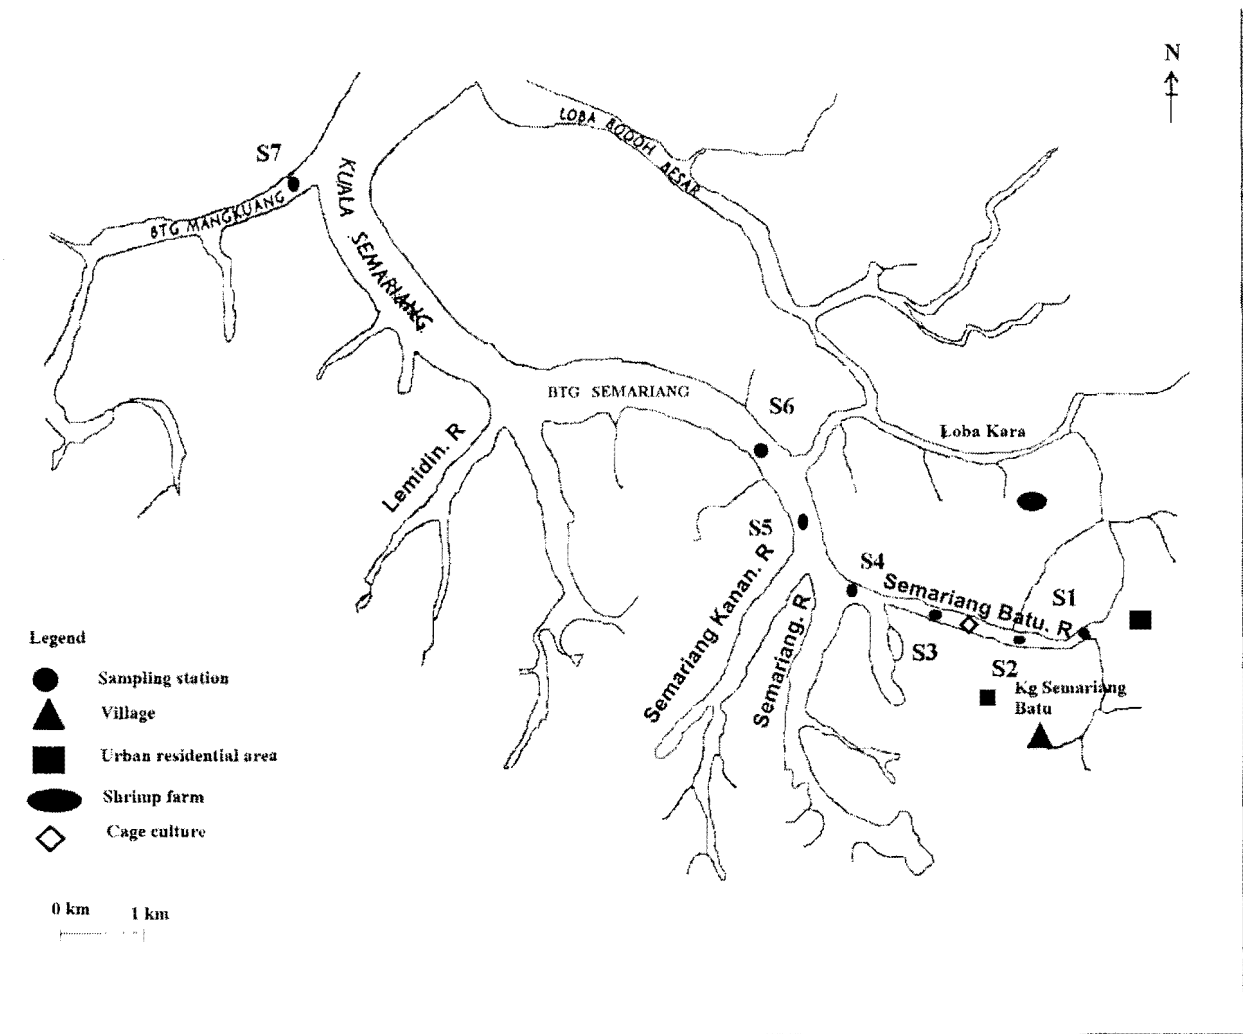 N
LOBA BODOH BESAR
S7
KUALA SEMARIANG.
BTG MANGKUANG
BTG SEMARIANG
S6
Loba Kara
Lemidin. R
S5
S4
Semariang Batu. R
S1
Semariang Kanan. R
Semariang. R
S3
S2
Kg Semariang
Batu
Legend
Sampling station
Village
Urban residential area
Shrimp farm
Cage culture
0 km
1 km